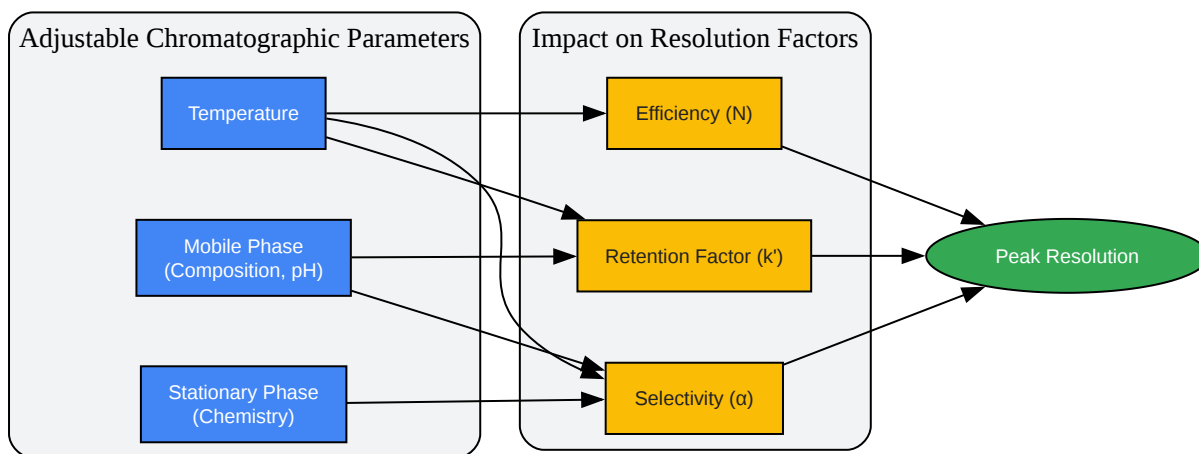 Adjustable Chromatographic Parameters
Impact on Resolution Factors
Temperature
Efficiency (N)
Mobile Phase
(Composition, pH)
Retention Factor (k')
Peak Resolution
Stationary Phase
(Chemistry)
Selectivity (α)